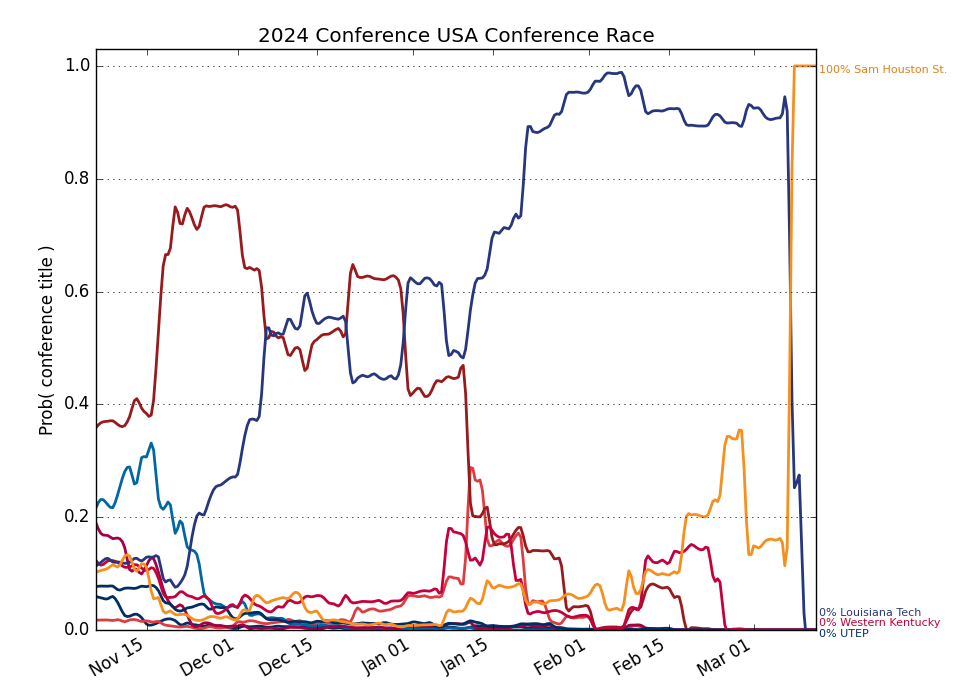 2024 Conference USA Conference Race
Prob( conference title )
1.0
0.8
0.6
0.4
0.2
0.0
Nov 15
Dec 01
Dec 15
Jan 01
Jan 15
Feb 01
Feb 15
Mar 01
100% Sam Houston St.
0% Louisiana Tech
0% Western Kentucky
0% UTEP